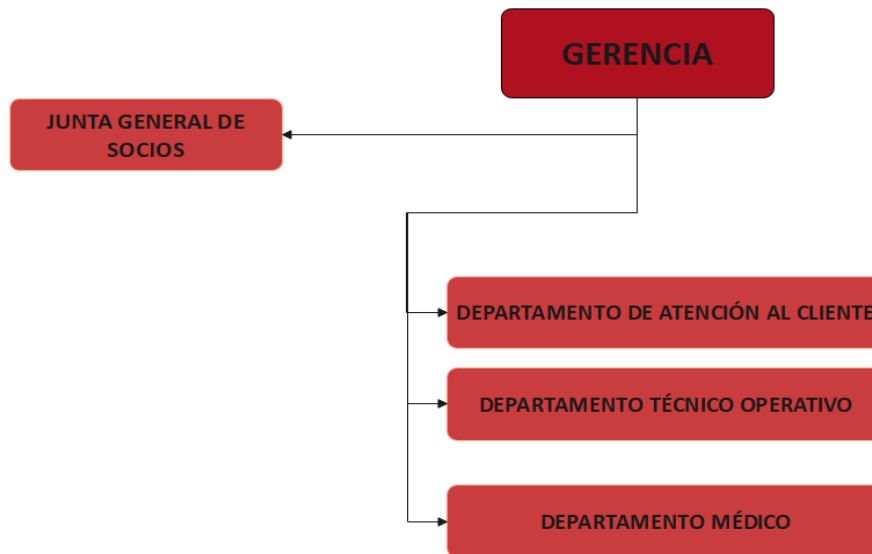 GERENCIA
JUNTA GENERAL DE
SOCIOS
DEPARTAMENTO DE ATENCIÓN AL CLIENTE
DEPARTAMENTO TÉCNICO OPERATIVO
DEPARTAMENTO MÉDICO